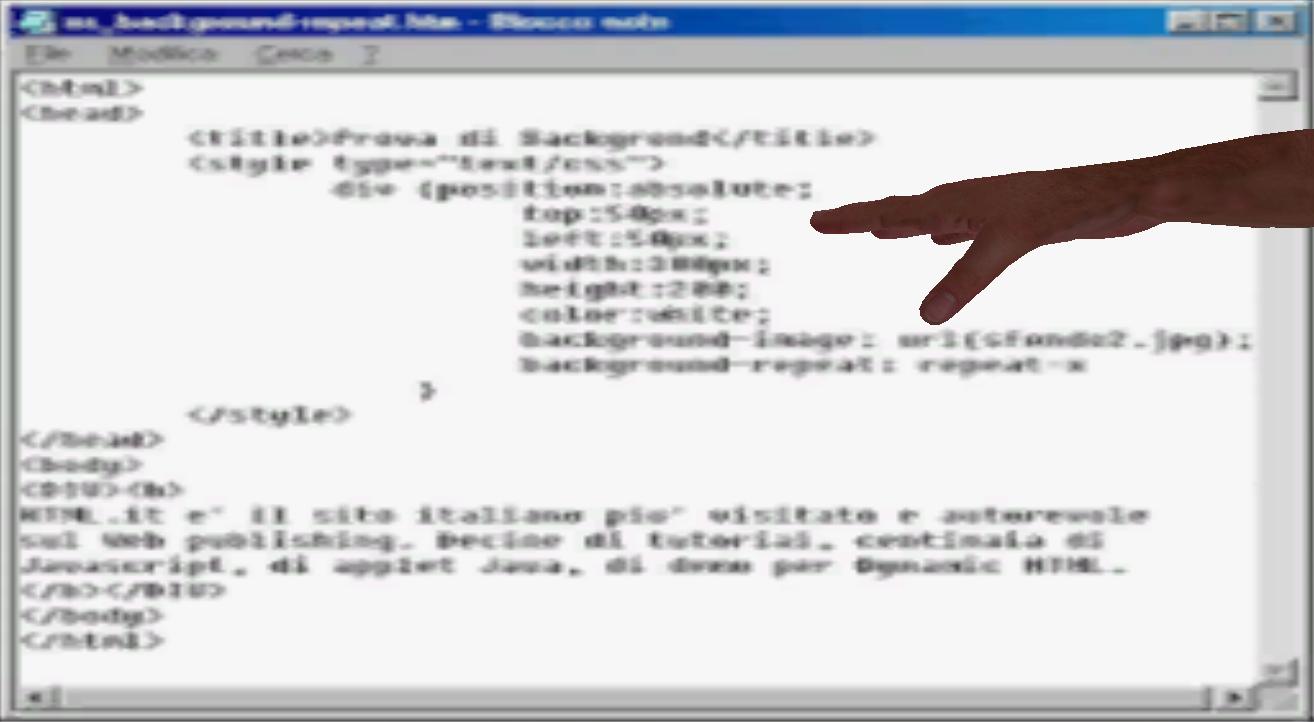 _background-repeat.htm - Blocco note
File Modifica Cerca ?
<html>
<head>
<title>Prova di Backgrond</title>
<style type="text/css">
div {position:absolute;
top:50px;
left:50px;
width:300px;
height:200;
color:white;
background-image: url(sfondo2.jpg);
background-repeat: repeat-x
}
</style>
</head>
<body>
<DIV><b>
HTML.it e' il sito italiano piu' visitato e autorevole
sul Web publishing. Decine di tutorial, centinaia di
Javascript, di applet Java, di demo per Dynamic HTML.
</b></DIV>
</body>
</html>